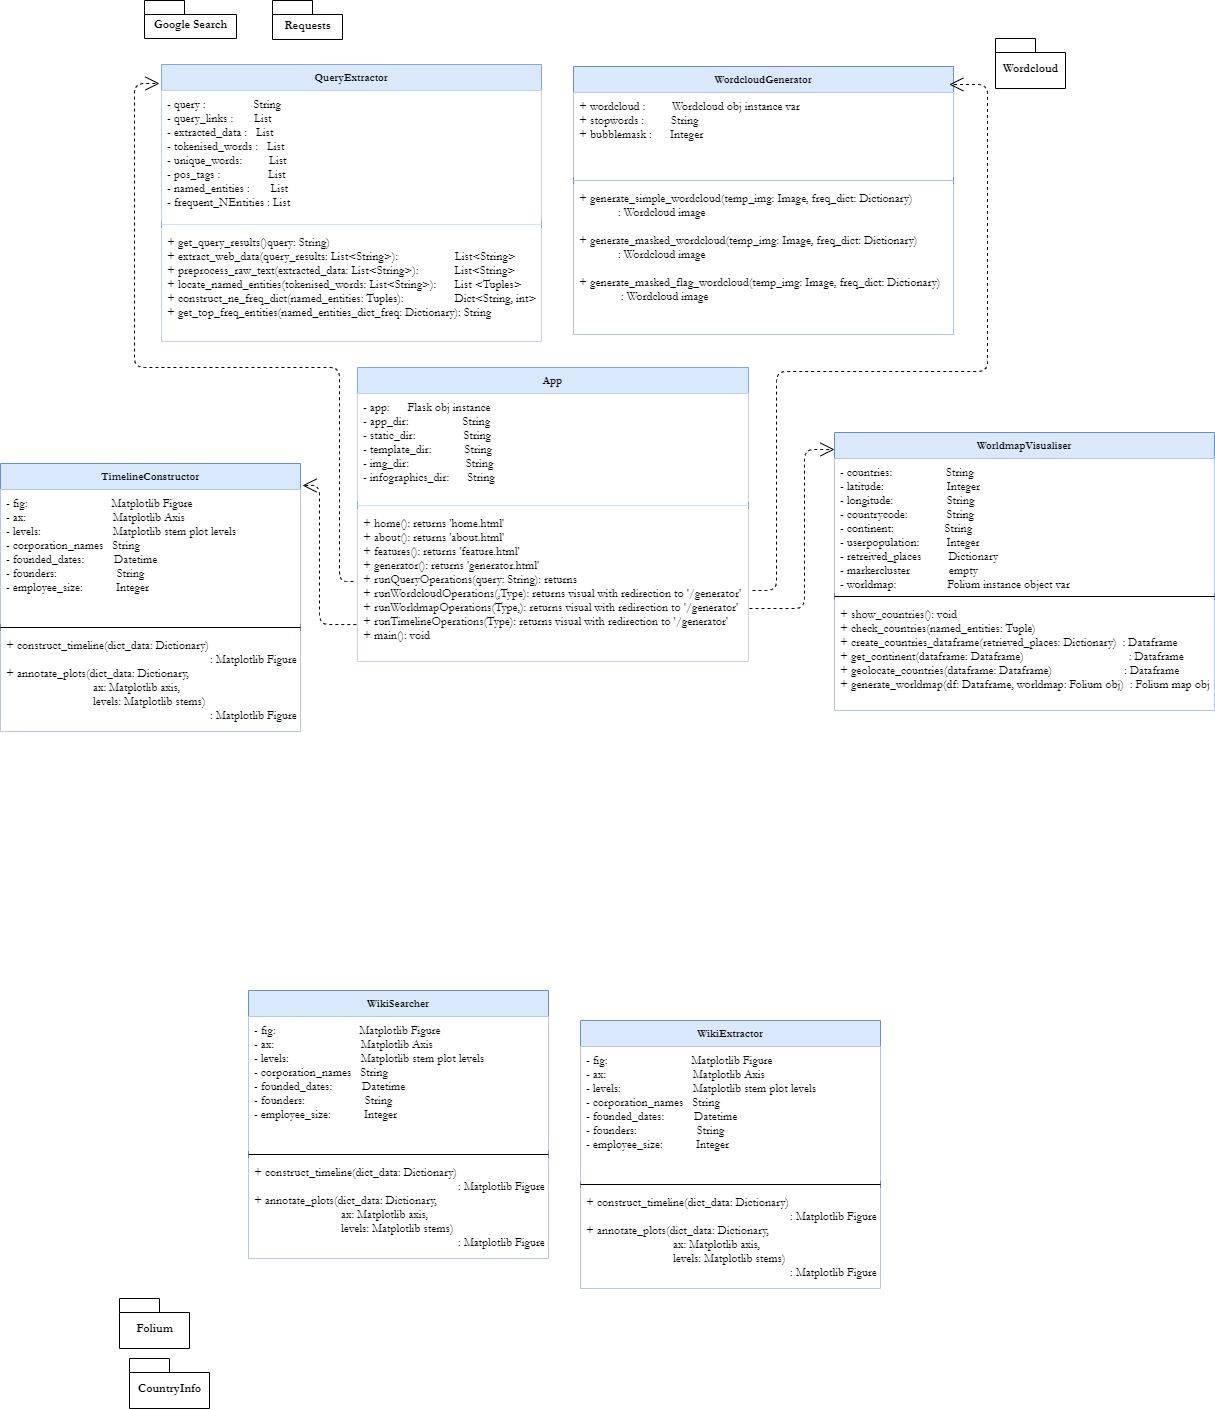 Google Search
Requests
Wordcloud
QueryExtractor
- query : String
- query_links : List
- extracted_data : List
- tokenised_words : List
- unique_words: List
- pos_tags : List
- named_entities : List
- frequent_NEntities : List
+ get_query_results()query: String)
+ extract_web_data(query_results: List<String>): List<String>
+ preprocess_raw_text(extracted_data: List<String>): List<String>
+ locate_named_entities(tokenised_words: List<String>): List <Tuples>
+ construct_ne_freq_dict(named_entities: Tuples): Dict<String, int>
+ get_top_freq_entities(named_entities_dict_freq: Dictionary): String
WordcloudGenerator
+ wordcloud : Wordcloud obj instance var
+ stopwords : String
+ bubblemask : Integer
+ generate_simple_wordcloud(temp_img: Image, freq_dict: Dictionary)
: Wordcloud image
+ generate_masked_wordcloud(temp_img: Image, freq_dict: Dictionary)
: Wordcloud image
+ generate_masked_flag_wordcloud(temp_img: Image, freq_dict: Dictionary)
: Wordcloud image
App
- app: Flask obj instance
- app_dir: String
- static_dir: String
- template_dir: String
- img_dir: String
- infographics_dir: String
+ home(): returns 'home.html'
+ about(): returns 'about.html'
+ features(): returns 'feature.html'
+ generator(): returns 'generator.html'
+ runQueryOperations(query: String): returns
+ runWordcloudOperations(,Type): returns visual with redirection to '/generator'
+ runWorldmapOperations(Type,): returns visual with redirection to '/generator'
+ runTimelineOperations(Type): returns visual with redirection to '/generator'
+ main(): void
TimelineConstructor
- fig: Matplotlib Figure
- ax: Matplotlib Axis
- levels: Matplotlib stem plot levels
- corporation_names String
- founded_dates: Datetime
- founders: String
- employee_size: Integer
+ construct_timeline(dict_data: Dictionary)
: Matplotlib Figure
+ annotate_plots(dict_data: Dictionary,
ax: Matplotlib axis,
levels: Matplotlib stems)
: Matplotlib Figure
WorldmapVisualiser
- countries: String
- latitude: Integer
- longitude: String
- countrycode: String
- continent: String
- userpopulation: Integer
- retreived_places Dictionary
- markercluster empty
- worldmap: Folium instance object var
+ show_countries(): void
+ check_countries(named_entities: Tuple)
+ create_countries_dataframe(retrieved_places: Dictionary) : Dataframe
+ get_continent(dataframe: Dataframe) : Dataframe
+ geolocate_countries(dataframe: Dataframe) : Dataframe
+ generate_worldmap(df: Dataframe, worldmap: Folium obj) : Folium map obj
WikiSearcher
- fig: Matplotlib Figure
- ax: Matplotlib Axis
- levels: Matplotlib stem plot levels
- corporation_names String
- founded_dates: Datetime
- founders: String
- employee_size: Integer
+ construct_timeline(dict_data: Dictionary)
: Matplotlib Figure
+ annotate_plots(dict_data: Dictionary,
ax: Matplotlib axis,
levels: Matplotlib stems)
: Matplotlib Figure
WikiExtractor
- fig: Matplotlib Figure
- ax: Matplotlib Axis
- levels: Matplotlib stem plot levels
- corporation_names String
- founded_dates: Datetime
- founders: String
- employee_size: Integer
+ construct_timeline(dict_data: Dictionary)
: Matplotlib Figure
+ annotate_plots(dict_data: Dictionary,
ax: Matplotlib axis,
levels: Matplotlib stems)
: Matplotlib Figure
Folium
CountryInfo